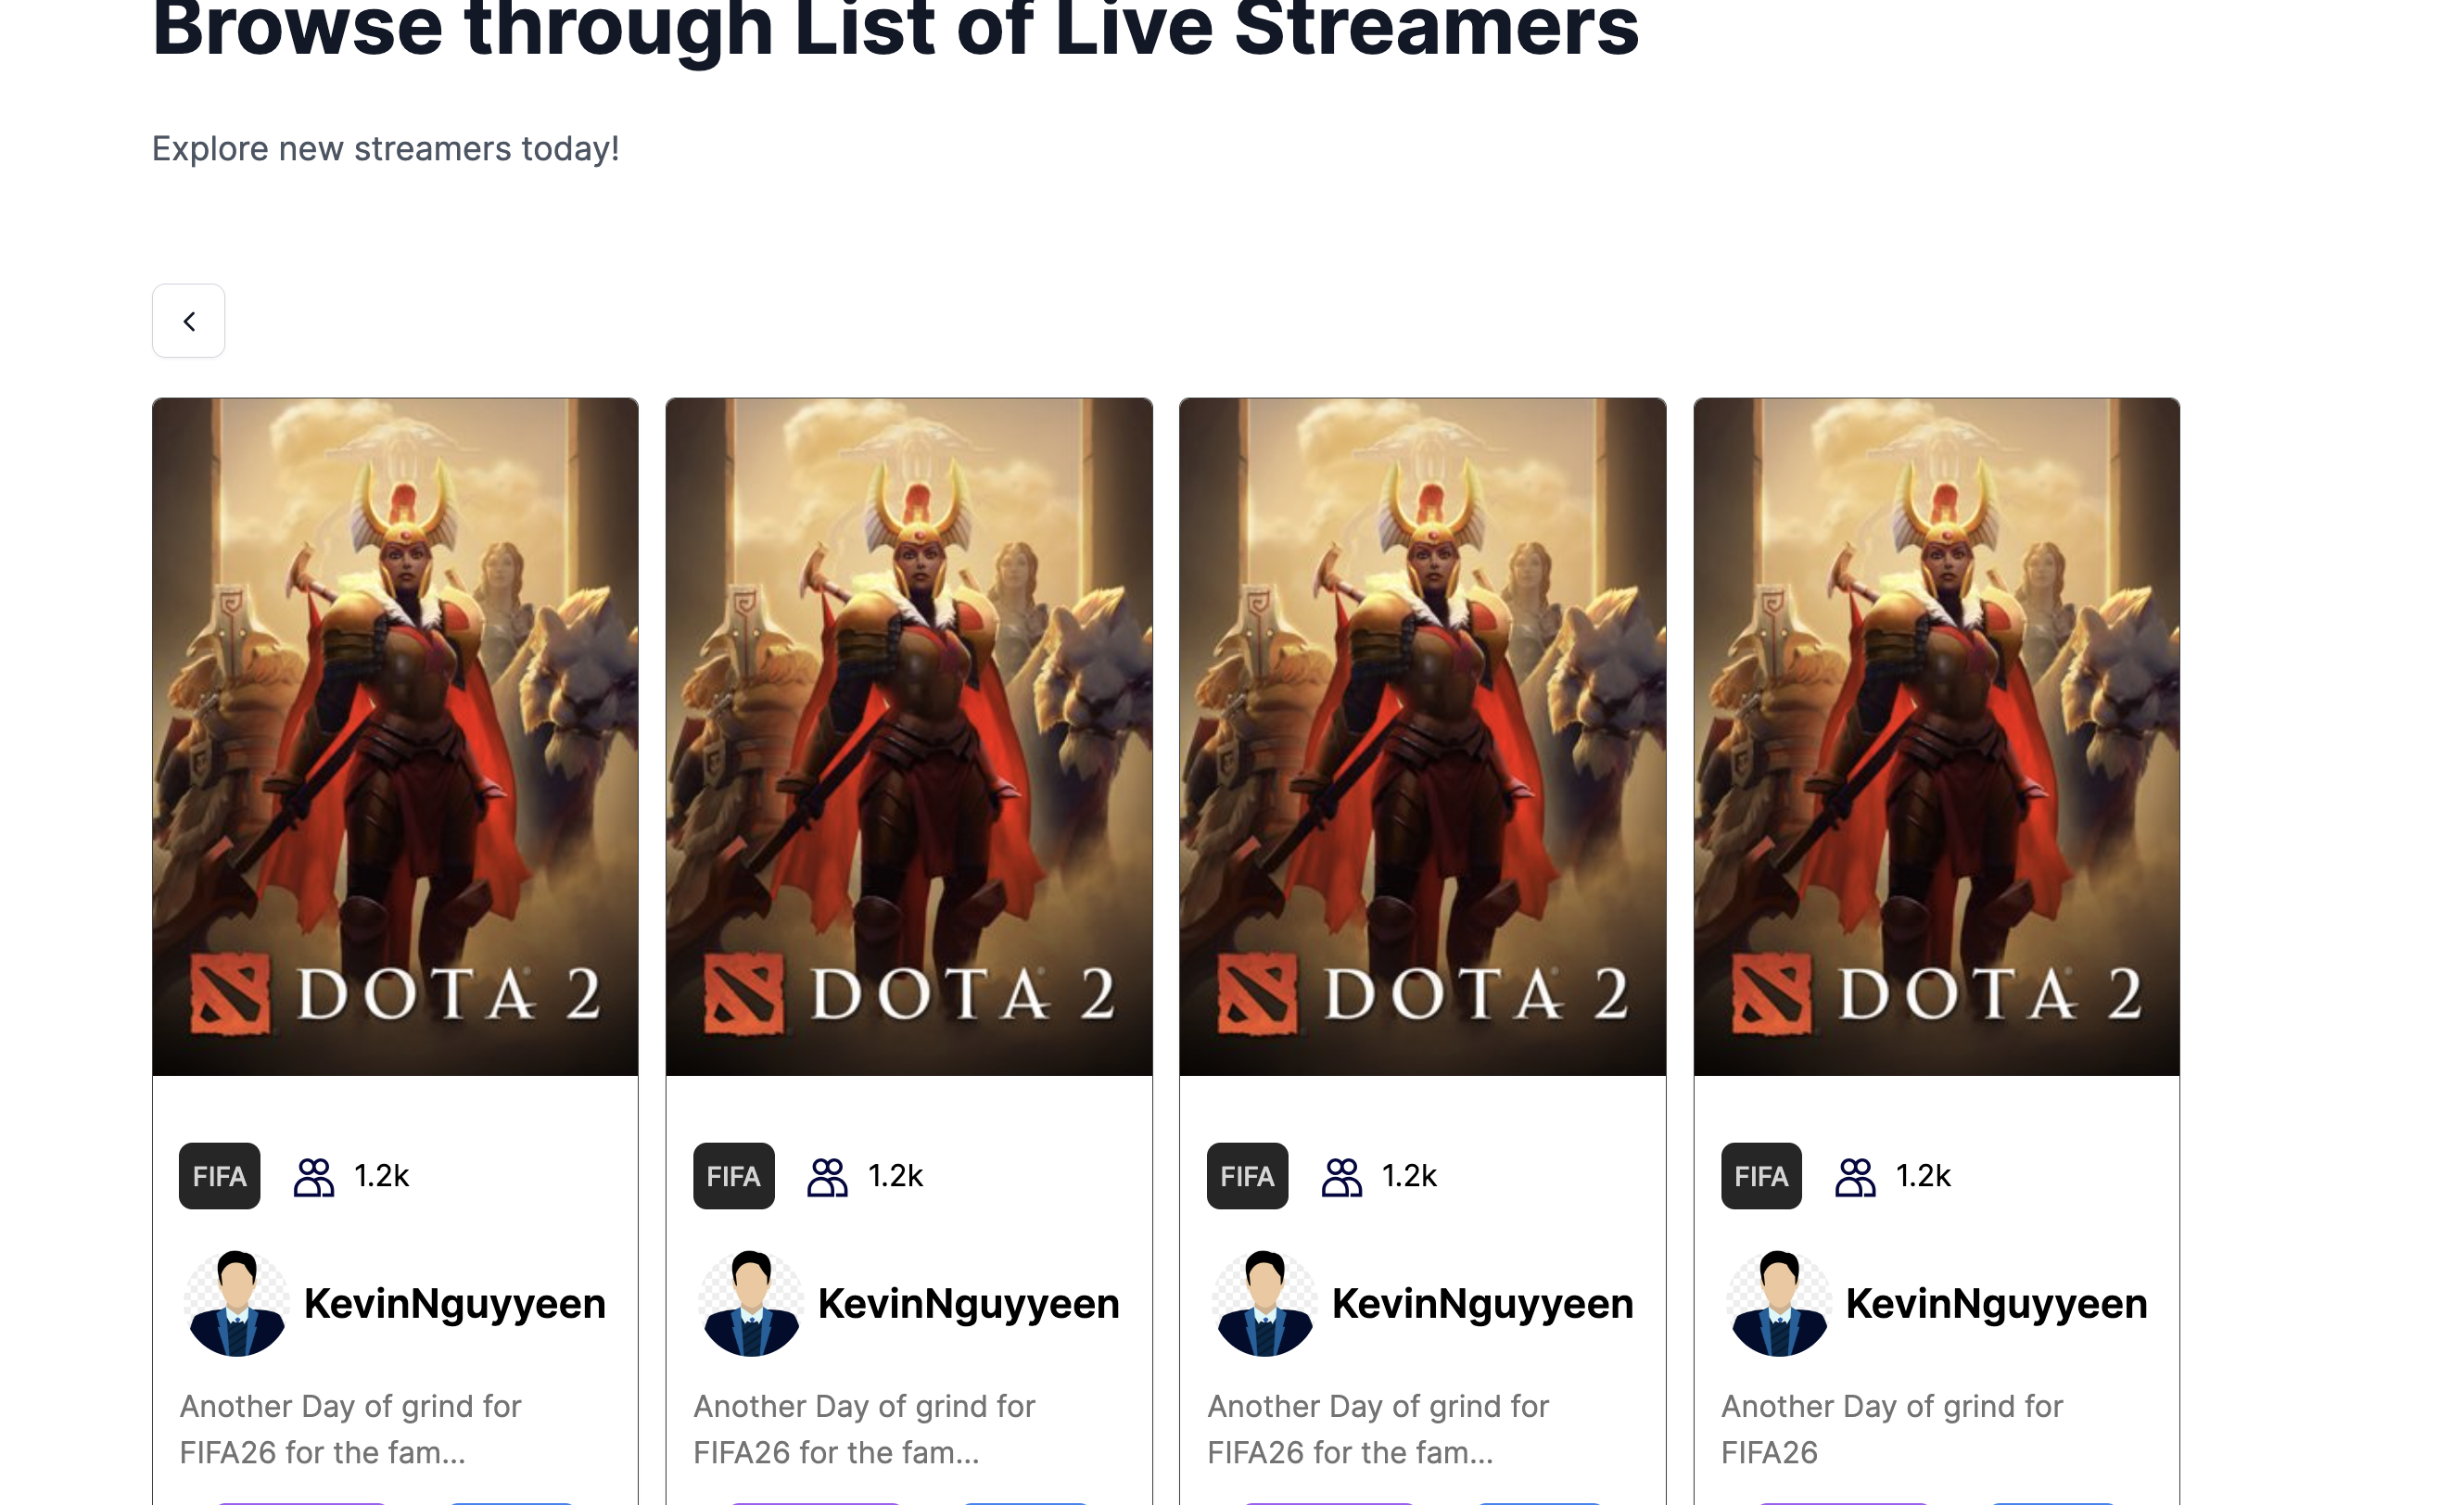 Browse through List of Live Streamers
Explore new streamers today!
DOTA 2
DOTA 2
DOTA 2
DOTA 2
FIFA 1.2k
FIFA 1.2k
FIFA 1.2k
FIFA 1.2k
KevinNguyyeen
KevinNguyyeen
KevinNguyyeen
KevinNguyyeen
Another Day of grind for
FIFA26 for the fam...
Another Day of grind for
FIFA26 for the fam...
Another Day of grind for
FIFA26 for the fam...
Another Day of grind for
FIFA26